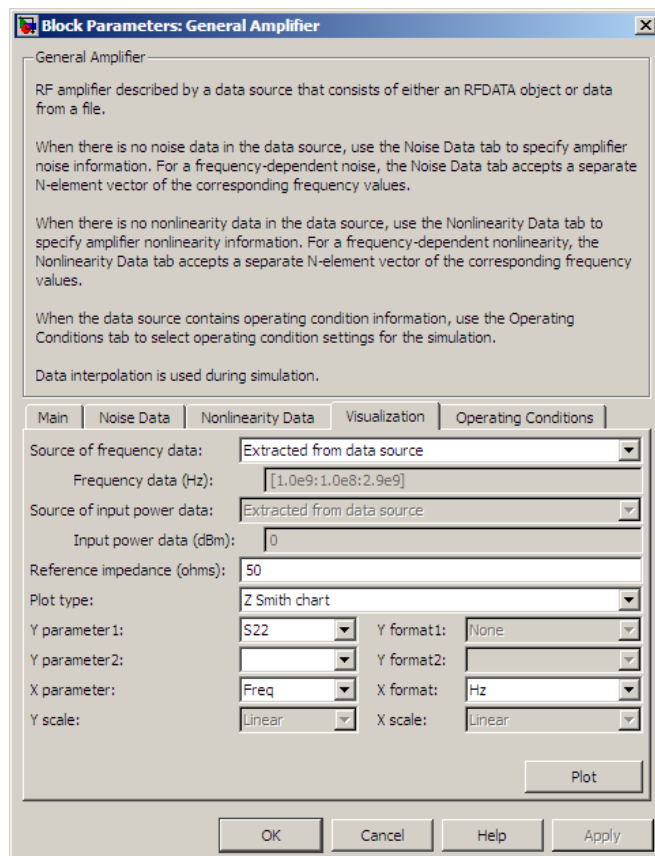 Block Parameters: General Amplifier
General Amplifier
RF amplifier described by a data source that consists of either an RFDATA object or data
from a file.
When there is no noise data in the data source, use the Noise Data tab to specify amplifier
noise information. For a frequency-dependent noise, the Noise Data tab accepts a separate
N-element vector of the corresponding frequency values.
When there is no nonlinearity data in the data source, use the Nonlinearity Data tab to
specify amplifier nonlinearity information. For a frequency-dependent nonlinearity, the
Nonlinearity Data tab accepts a separate N-element vector of the corresponding frequency
values.
When the data source contains operating condition information, use the Operating
Conditions tab to select operating condition settings for the simulation.
Data interpolation is used during simulation.
Main Noise Data Nonlinearity Data Visualization Operating Conditions
Source of frequency data: Extracted from data source
Frequency data (Hz): [1.0e9:1.0e8:2.9e9]
Source of input power data: Extracted from data source
Input power data (dBm): 0
Reference impedance (ohms): 50
Plot type: Z Smith chart
Y parameter1: S22 Y format1: None
Y parameter2: Y format2:
X parameter: Freq X format: Hz
Y scale: Linear X scale: Linear
Plot
OK Cancel Help Apply